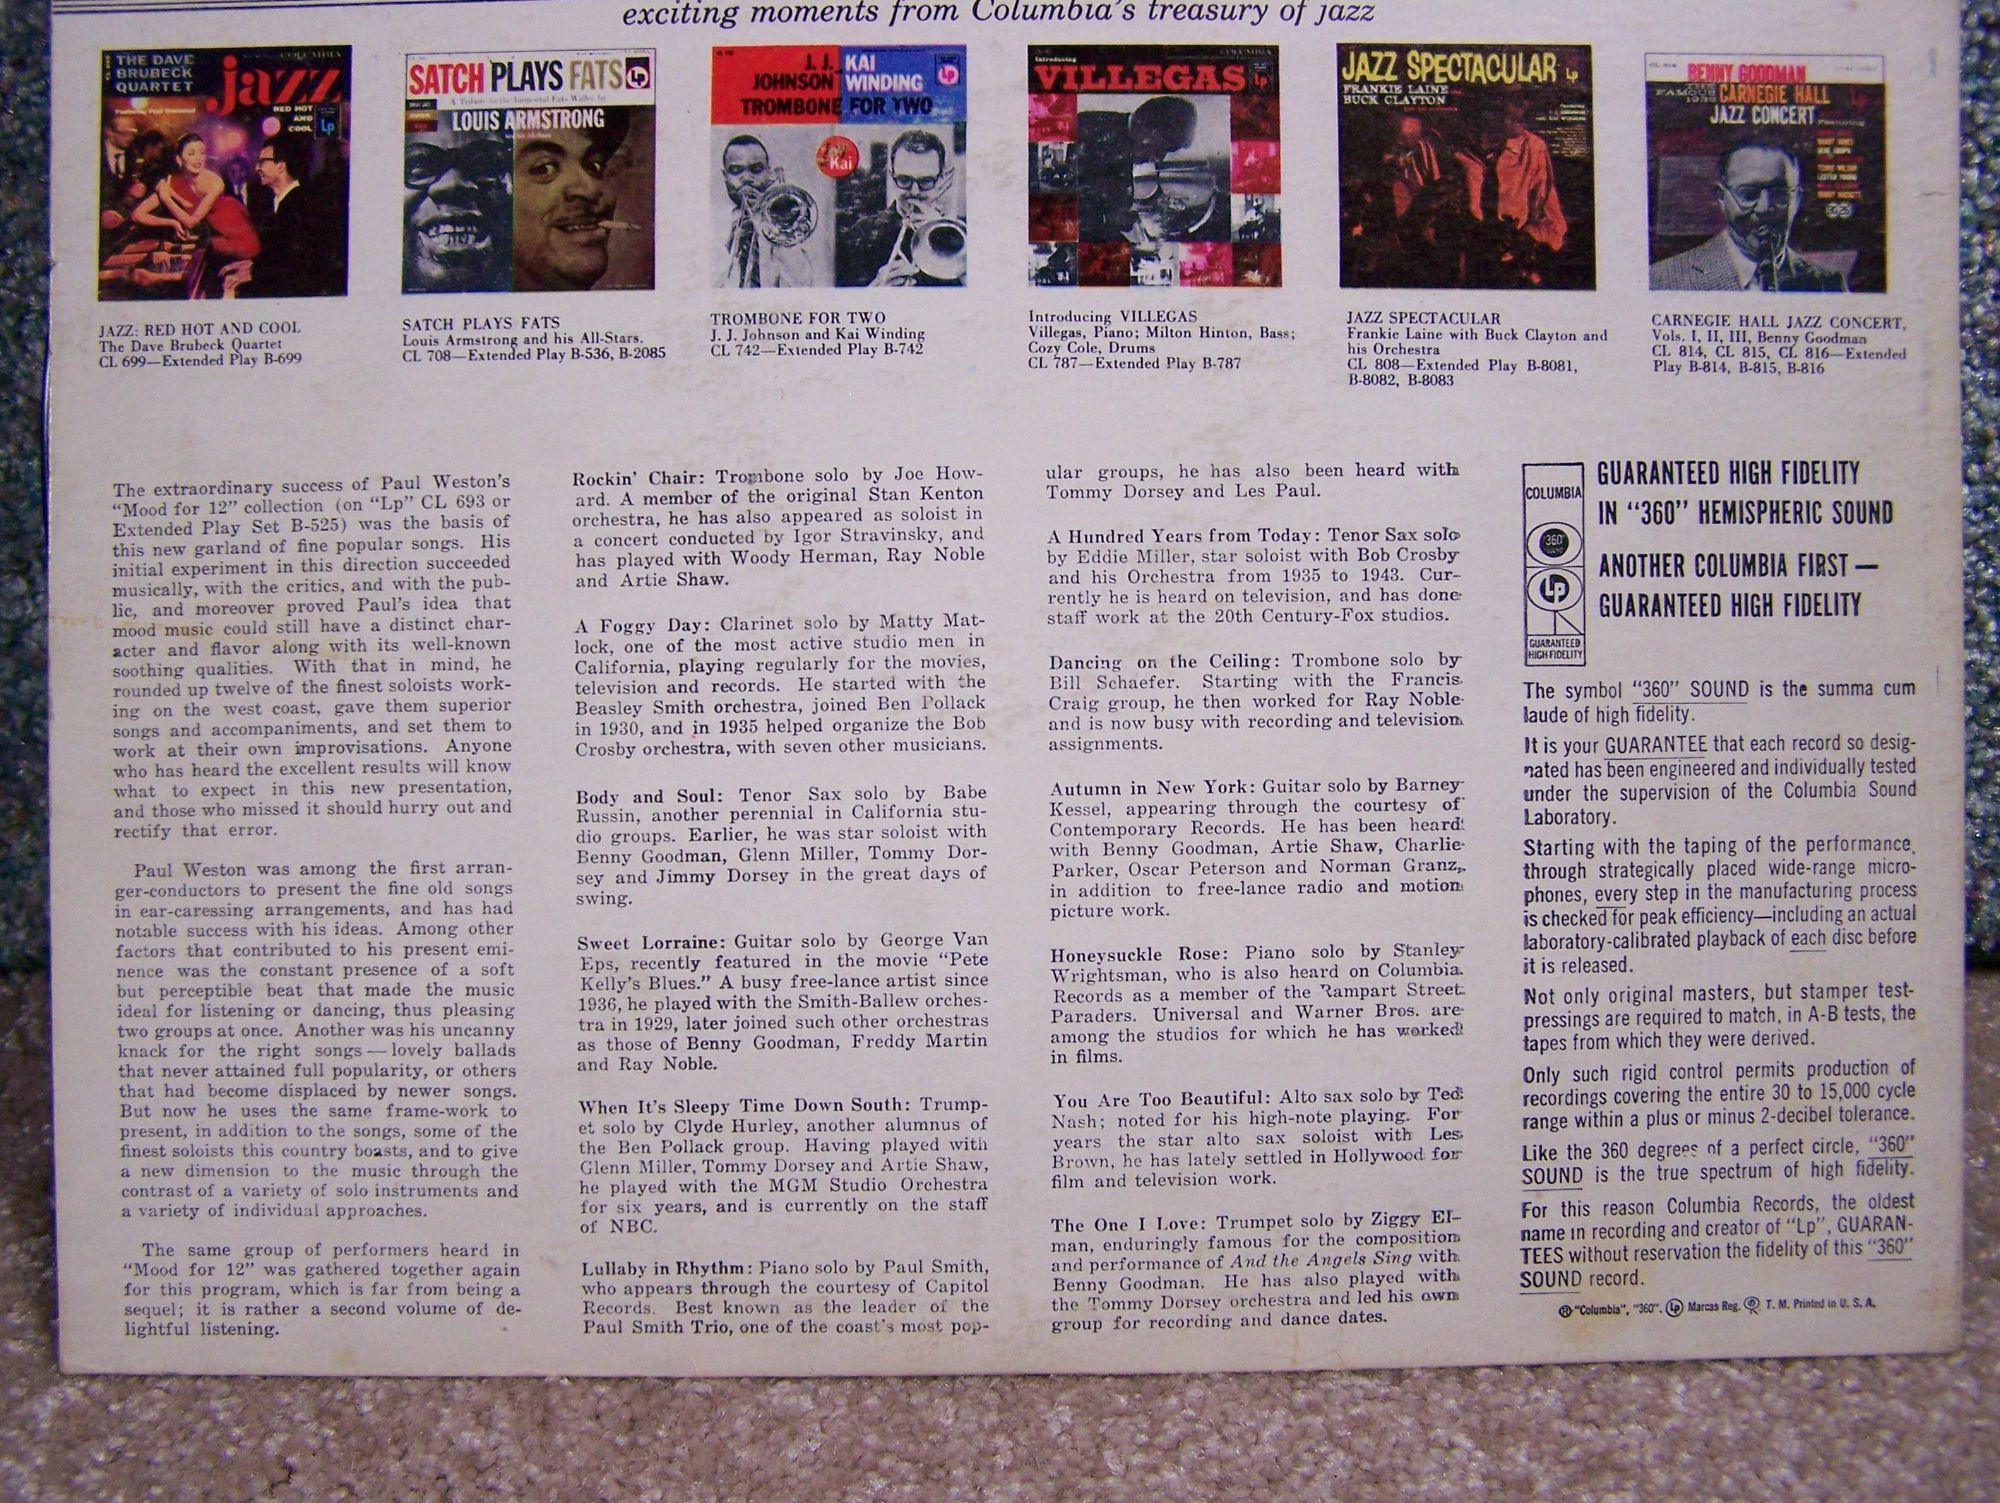 exciting moments from Columbia's treasury of jazz
THE DAVE
BRUBECK
QUARTET
COLUMBIA
jazz
RED HOT
AND
COOL
Lp
SATCH PLAYS FATS
LP
A Tribute to the Immortal Fats Waller by
LOUIS ARMSTRONG
J. J.
JOHNSON
KAI
WINDING
TROMBONE FOR TWO
LP
Kai
Introducing
VILLEGAS
JAZZ SPECTACULAR
FRANKIE LAINE
BUCK CLAYTON
CL 814
BENNY GOODMAN
FAMOUS
1938
CARNEGIE HALL
JAZZ CONCERT
JAZZ: RED HOT AND COOL
The Dave Brubeck Quartet
CL 699—Extended Play B-699
SATCH PLAYS FATS
Louis Armstrong and his All-Stars.
CL 708—Extended Play B-536, B-2085
TROMBONE FOR TWO
J. J. Johnson and Kai Winding
CL 742—Extended Play B-742
Introducing VILLEGAS
Villegas, Piano; Milton Hinton, Bass;
Cozy Cole, Drums
CL 787—Extended Play B-787
JAZZ SPECTACULAR
Frankie Laine with Buck Clayton and
his Orchestra
CL 808—Extended Play B-8081,
B-8082, B-8083
CARNEGIE HALL JAZZ CONCERT,
Vols. I, II, III, Benny Goodman
CL 814, CL 815, CL 816—Extended
Play B-814, B-815, B-816
The extraordinary success of Paul Weston's
"Mood for 12" collection (on "Lp" CL 693 or
Extended Play Set B-525) was the basis of
this new garland of fine popular songs. His
initial experiment in this direction succeeded
musically, with the critics, and with the pub-
lic, and moreover proved Paul's idea that
mood music could still have a distinct char-
acter and flavor along with its well-known
soothing qualities. With that in mind, he
rounded up twelve of the finest soloists work-
ing on the west coast, gave them superior
songs and accompaniments, and set them to
work at their own improvisations. Anyone
who has heard the excellent results will know
what to expect in this new presentation,
and those who missed it should hurry out and
rectify that error.
Paul Weston was among the first arran-
ger-conductors to present the fine old songs
in ear-caressing arrangements, and has had
notable success with his ideas. Among other
factors that contributed to his present emi-
nence was the constant presence of a soft
but perceptible beat that made the music
ideal for listening or dancing, thus pleasing
two groups at once. Another was his uncanny
knack for the right songs — lovely ballads
that never attained full popularity, or others
that had become displaced by newer songs.
But now he uses the same frame-work to
present, in addition to the songs, some of the
finest soloists this country boasts, and to give
a new dimension to the music through the
contrast of a variety of solo instruments and
a variety of individual approaches.
The same group of performers heard in
"Mood for 12" was gathered together again
for this program, which is far from being a
sequel; it is rather a second volume of de-
lightful listening.
Rockin' Chair: Trombone solo by Joe How-
ard. A member of the original Stan Kenton
orchestra, he has also appeared as soloist in
a concert conducted by Igor Stravinsky, and
has played with Woody Herman, Ray Noble
and Artie Shaw.
A Foggy Day: Clarinet solo by Matty Mat-
lock, one of the most active studio men in
California, playing regularly for the movies,
television and records. He started with the
Beasley Smith orchestra, joined Ben Pollack
in 1930, and in 1935 helped organize the Bob
Crosby orchestra, with seven other musicians.
Body and Soul: Tenor Sax solo by Babe
Russin, another perennial in California stu-
dio groups. Earlier, he was star soloist with
Benny Goodman, Glenn Miller, Tommy Dor-
sey and Jimmy Dorsey in the great days of
swing.
Sweet Lorraine: Guitar solo by George Van
Eps, recently featured in the movie "Pete
Kelly's Blues." A busy free-lance artist since
1936, he played with the Smith-Ballew orches-
tra in 1929, later joined such other orchestras
as those of Benny Goodman, Freddy Martin
and Ray Noble.
When It's Sleepy Time Down South: Trump-
et solo by Clyde Hurley, another alumnus of
the Ben Pollack group. Having played with
Glenn Miller, Tommy Dorsey and Artie Shaw,
he played with the MGM Studio Orchestra
for six years, and is currently on the staff
of NBC.
Lullaby in Rhythm: Piano solo by Paul Smith,
who appears through the courtesy of Capitol
Records. Best known as the leader of the
Paul Smith Trio, one of the coast's most pop-
ular groups, he has also been heard with
Tommy Dorsey and Les Paul.
A Hundred Years from Today: Tenor Sax solo
by Eddie Miller, star soloist with Bob Crosby
and his Orchestra from 1935 to 1943. Cur-
rently he is heard on television, and has done
staff work at the 20th Century-Fox studios.
Dancing on the Ceiling: Trombone solo by
Bill Schaefer. Starting with the Francis
Craig group, he then worked for Ray Noble
and is now busy with recording and television
assignments.
Autumn in New York: Guitar solo by Barney
Kessel, appearing through the courtesy of
Contemporary Records. He has been heard
with Benny Goodman, Artie Shaw, Charlie
Parker, Oscar Peterson and Norman Granz,
in addition to free-lance radio and motion
picture work.
Honeysuckle Rose: Piano solo by Stanley
Wrightsman, who is also heard on Columbia
Records as a member of the Rampart Street
Paraders. Universal and Warner Bros. are
among the studios for which he has worked
in films.
You Are Too Beautiful: Alto sax solo by Ted
Nash; noted for his high-note playing. For
years the star alto sax soloist with Les
Brown, he has lately settled in Hollywood for
film and television work.
The One I Love: Trumpet solo by Ziggy El-
man, enduringly famous for the composition
and performance of And the Angels Sing with
Benny Goodman. He has also played with
the Tommy Dorsey orchestra and led his own
group for recording and dance dates.
COLUMBIA
360
SOUND
LP
GUARANTEED
HIGH-FIDELITY
GUARANTEED HIGH FIDELITY
IN "360" HEMISPHERIC SOUND
ANOTHER COLUMBIA FIRST —
GUARANTEED HIGH FIDELITY
The symbol "360" SOUND is the summa cum
laude of high fidelity.
It is your GUARANTEE that each record so desig-
nated has been engineered and individually tested
under the supervision of the Columbia Sound
Laboratory.
Starting with the taping of the performance,
through strategically placed wide-range micro-
phones, every step in the manufacturing process
is checked for peak efficiency—including an actual
laboratory-calibrated playback of each disc before
it is released.
Not only original masters, but stamper test-
pressings are required to match, in A-B tests, the
tapes from which they were derived.
Only such rigid control permits production of
recordings covering the entire 30 to 15,000 cycle
range within a plus or minus 2-decibel tolerance.
Like the 360 degrees of a perfect circle, "360"
SOUND is the true spectrum of high fidelity.
For this reason Columbia Records, the oldest
name in recording and creator of "Lp", GUARAN-
TEES without reservation the fidelity of this "360"
SOUND record.
® "Columbia", "360". LP Marcas Reg. ® T. M. Printed in U. S. A.